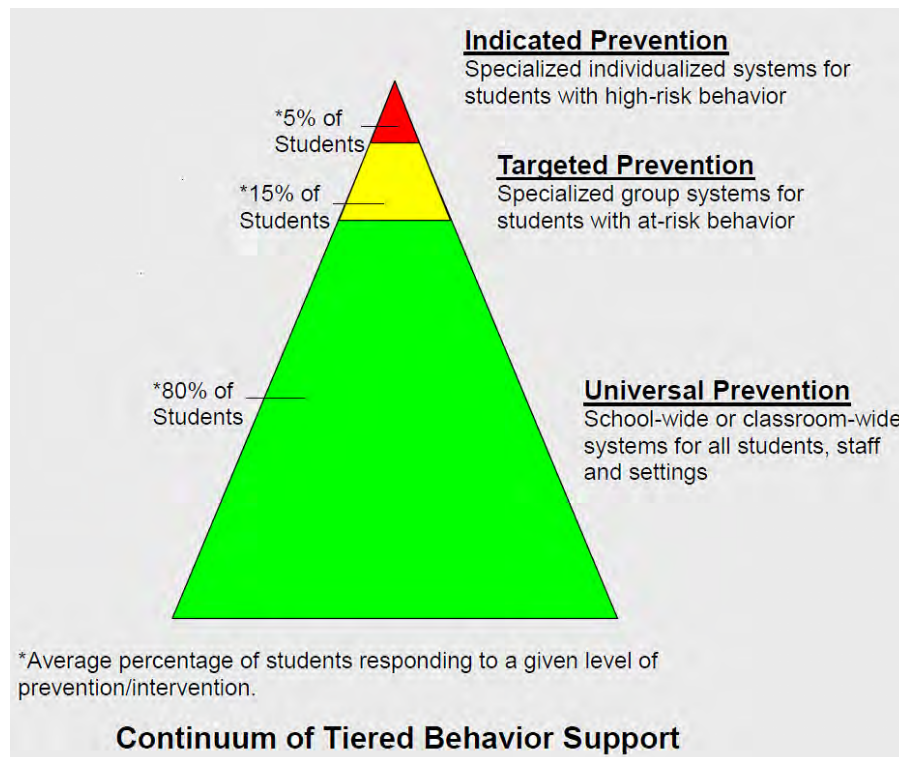 Indicated Prevention
Specialized individualized systems for
students with high-risk behavior
*5% of
Students
Targeted Prevention
Specialized group systems for
students with at-risk behavior
*15% of
Students
*80% of
Students
Universal Prevention
School-wide or classroom-wide
systems for all students, staff
and settings
*Average percentage of students responding to a given level of
prevention/intervention.
Continuum of Tiered Behavior Support